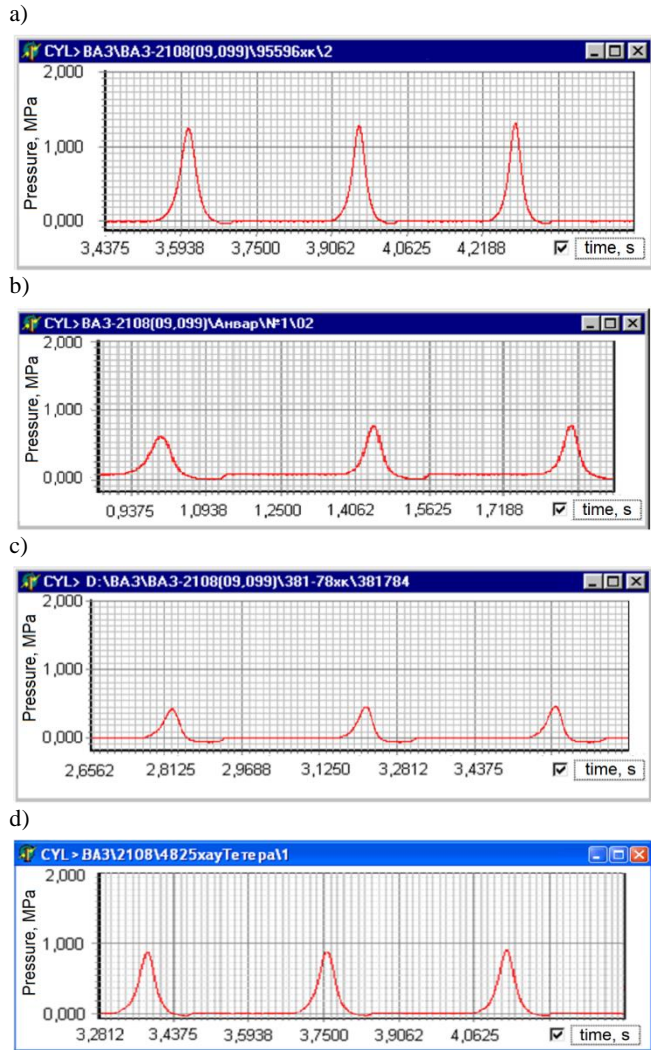 a)
CYL> ВАЗ\ВАЗ-2108(09,099)\95596хк\2
Pressure, MPa
2,000
1,000
0,000
3,4375 3,5938 3,7500 3,9062 4,0625 4,2188 time, s
b)
CYL> ВАЗ-2108(09,099)\Анвар\№1\02
Pressure, MPa
2,000
1,000
0,000
0,9375 1,0938 1,2500 1,4062 1,5625 1,7188 time, s
c)
CYL> D:\ВАЗ\ВАЗ-2108(09,099)\381-78хк\381784
Pressure, MPa
2,000
1,000
0,000
2,6562 2,8125 2,9688 3,1250 3,2812 3,4375 time, s
d)
CYL> ВАЗ\2108\4825хауТетера\1
Pressure, MPa
2,000
1,000
0,000
3,2812 3,4375 3,5938 3,7500 3,9062 4,0625 time, s